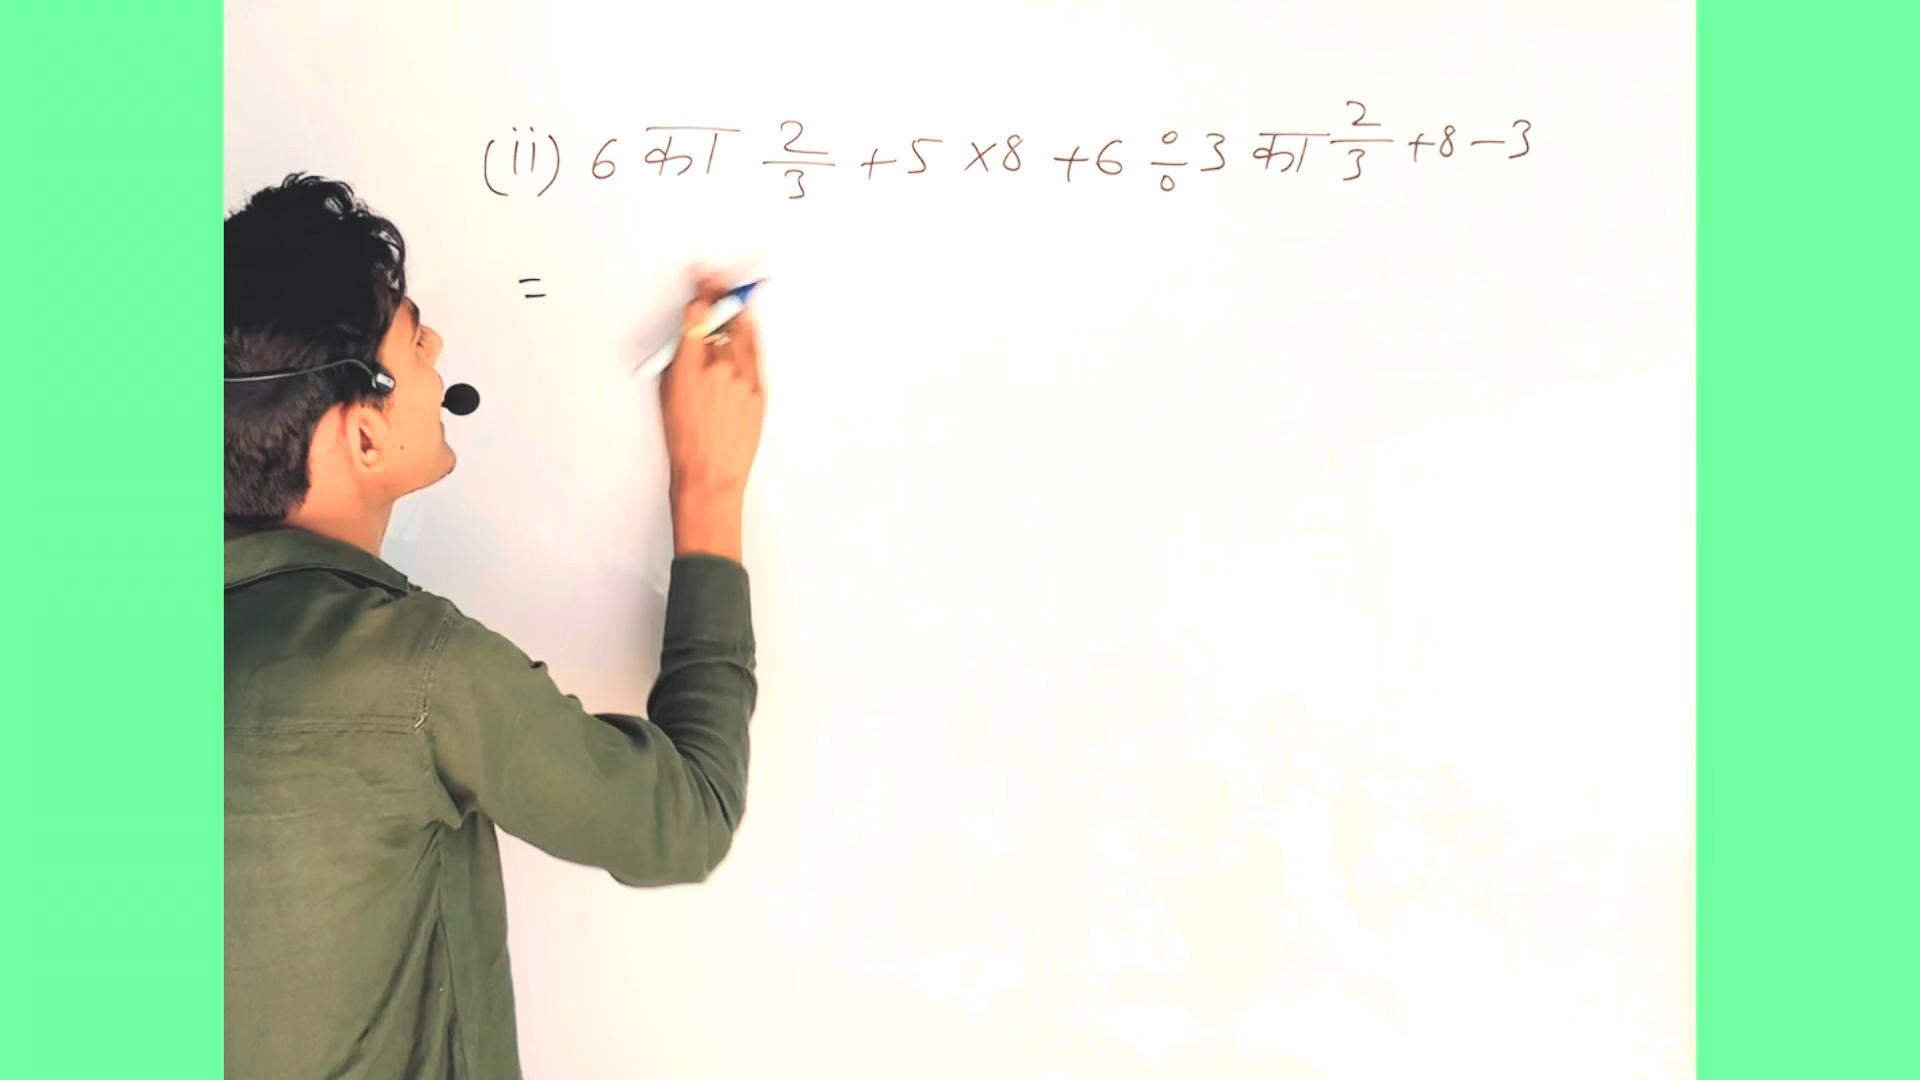 (ii) 6 का 2/3 + 5 × 8 + 6 ÷ 3 का 2/3 + 8 − 3
=